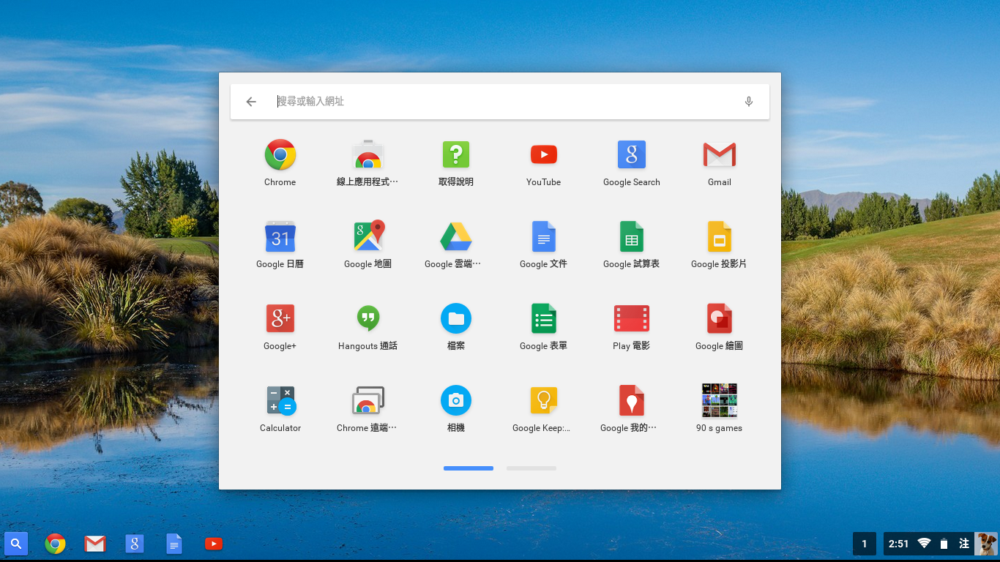 搜尋或輸入網址
Chrome
線上應用程式…
取得說明
YouTube
Google Search
Gmail
31
Google 日曆
Google 地圖
Google 雲端…
Google 文件
Google 試算表
Google 投影片
g+
Google+
Hangouts 通話
檔案
Google 表單
Play 電影
Google 繪圖
Calculator
Chrome 遠端…
相機
Google Keep:...
Google 我的…
90 s games
1
2:51
注